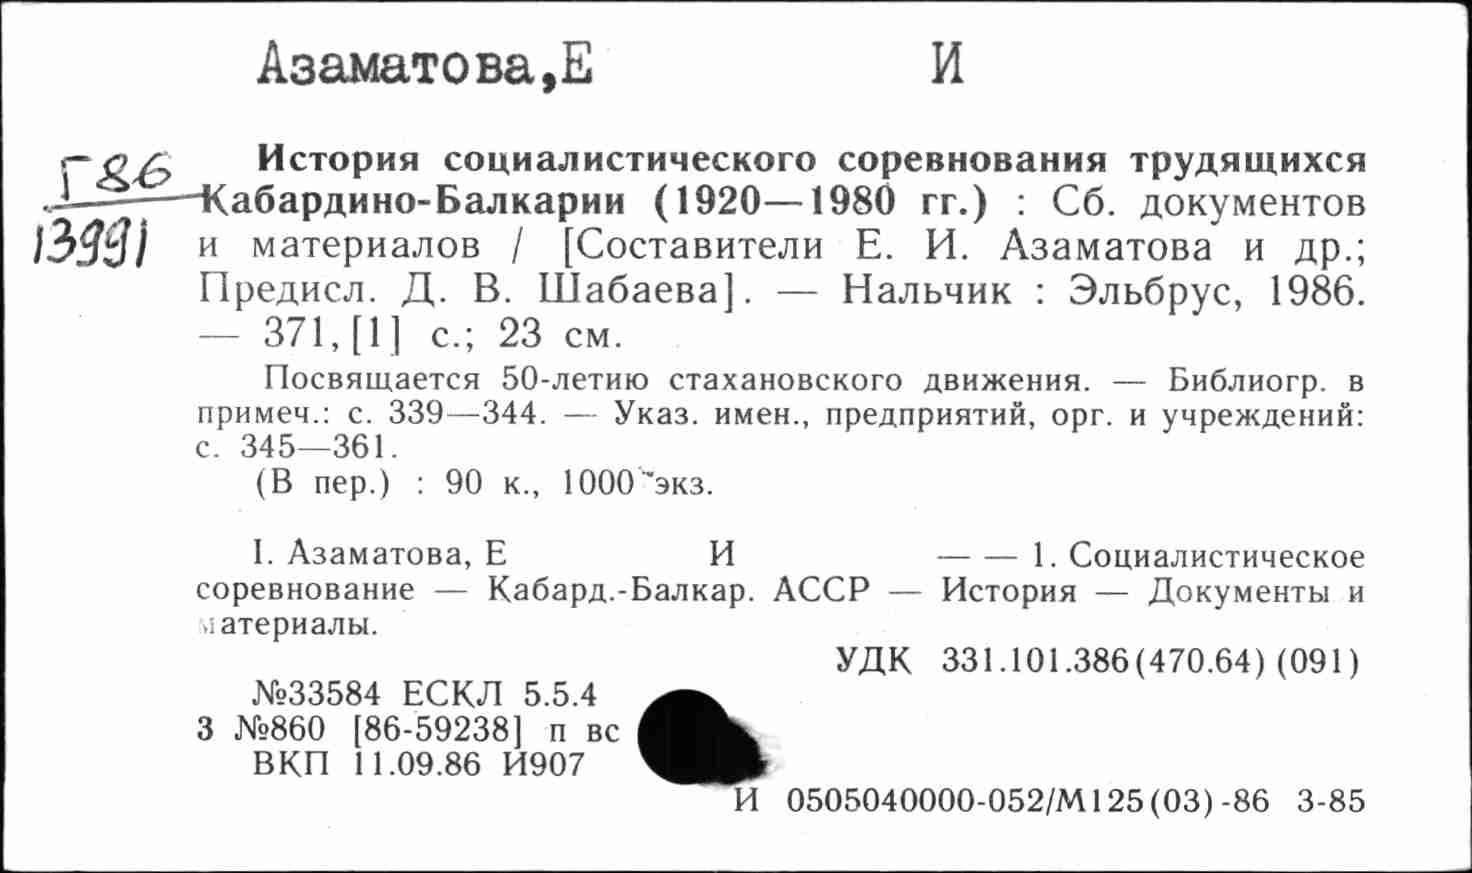 Азаматова,Е И
Г86
13991
История социалистического соревнования трудящихся
Кабардино-Балкарии (1920—1980 гг.) : Сб. документов
и материалов / [Составители Е. И. Азаматова и др.;
Предисл. Д. В. Шабаева]. — Нальчик : Эльбрус, 1986.
— 371, [1] с.; 23 см.
Посвящается 50-летию стахановского движения. — Библиогр. в
примеч.: с. 339—344. — Указ. имен., предприятий, орг. и учреждений:
с. 345—361.
(В пер.) : 90 к., 1000 экз.
I. Азаматова, Е И — — 1. Социалистическое
соревнование — Кабард.-Балкар. АССР — История — Документы и
материалы.
УДК 331.101.386(470.64)(091)
№33584 ЕСКЛ 5.5.4
3 №860 [86-59238] п вс
ВКП 11.09.86 И907
И 0505040000-052/М125(03)-86 3-85